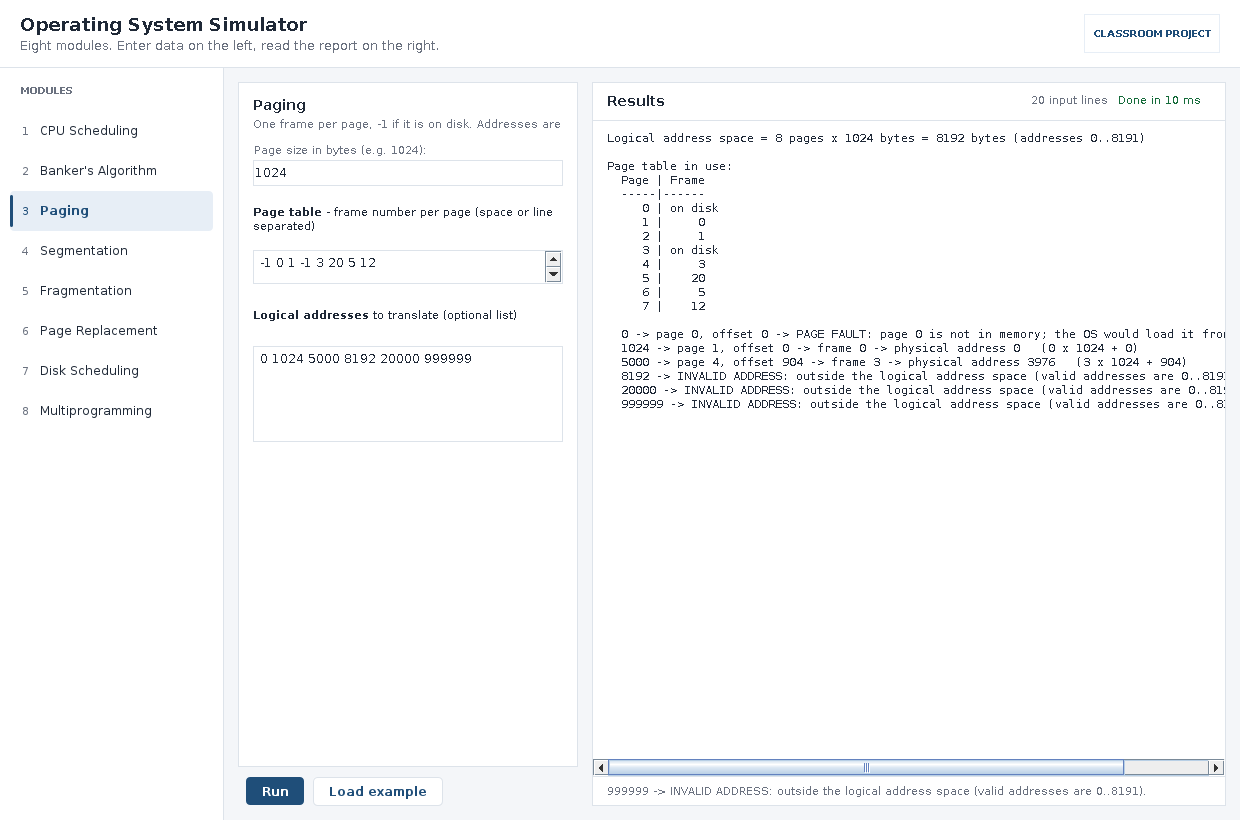 Operating System Simulator
Eight modules. Enter data on the left, read the report on the right.
CLASSROOM PROJECT
MODULES
1 CPU Scheduling
2 Banker's Algorithm
3 Paging
4 Segmentation
5 Fragmentation
6 Page Replacement
7 Disk Scheduling
8 Multiprogramming
Paging
One frame per page, -1 if it is on disk. Addresses are
Page size in bytes (e.g. 1024):
1024
Page table - frame number per page (space or line
separated)
-1 0 1 -1 3 20 5 12
Logical addresses to translate (optional list)
0 1024 5000 8192 20000 999999
Run
Load example
Results
20 input lines Done in 10 ms
Logical address space = 8 pages x 1024 bytes = 8192 bytes (addresses 0..8191)
Page table in use:
Page | Frame
-----|------
0 | on disk
1 | 0
2 | 1
3 | on disk
4 | 3
5 | 20
6 | 5
7 | 12
0 -> page 0, offset 0 -> PAGE FAULT: page 0 is not in memory; the OS would load it from
1024 -> page 1, offset 0 -> frame 0 -> physical address 0 (0 x 1024 + 0)
5000 -> page 4, offset 904 -> frame 3 -> physical address 3976 (3 x 1024 + 904)
8192 -> INVALID ADDRESS: outside the logical address space (valid addresses are 0..8191
20000 -> INVALID ADDRESS: outside the logical address space (valid addresses are 0..819
999999 -> INVALID ADDRESS: outside the logical address space (valid addresses are 0..8
999999 -> INVALID ADDRESS: outside the logical address space (valid addresses are 0..8191).